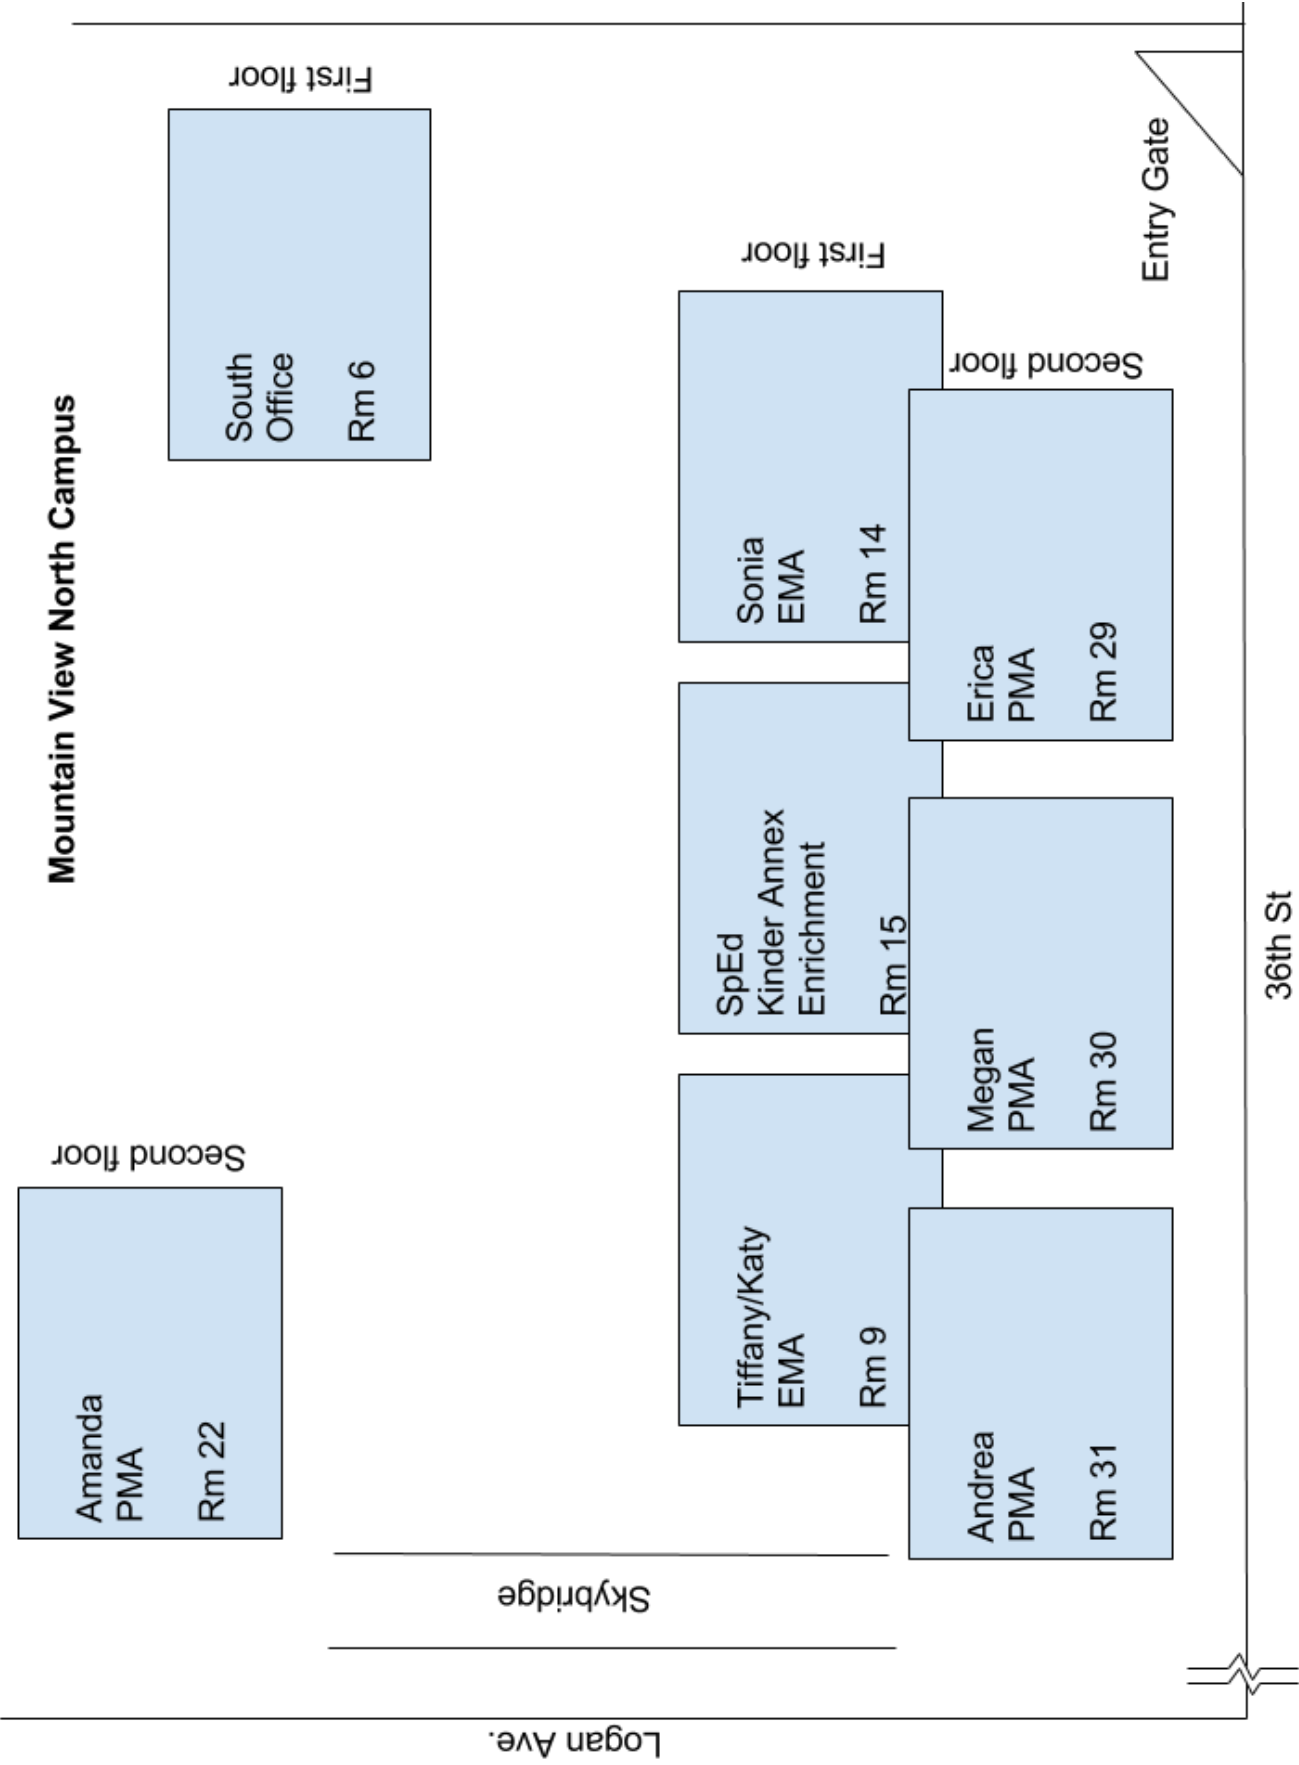 Mountain View North Campus
Amanda
PMA
Rm 22
Second floor
South
Office
Rm 6
First floor
Skybridge
Logan Ave.
Tiffany/Katy
EMA
Rm 9
SpEd
Kinder Annex
Enrichment
Rm 15
Sonia
EMA
Rm 14
First floor
Andrea
PMA
Rm 31
Megan
PMA
Rm 30
Erica
PMA
Rm 29
Second floor
Entry Gate
36th St